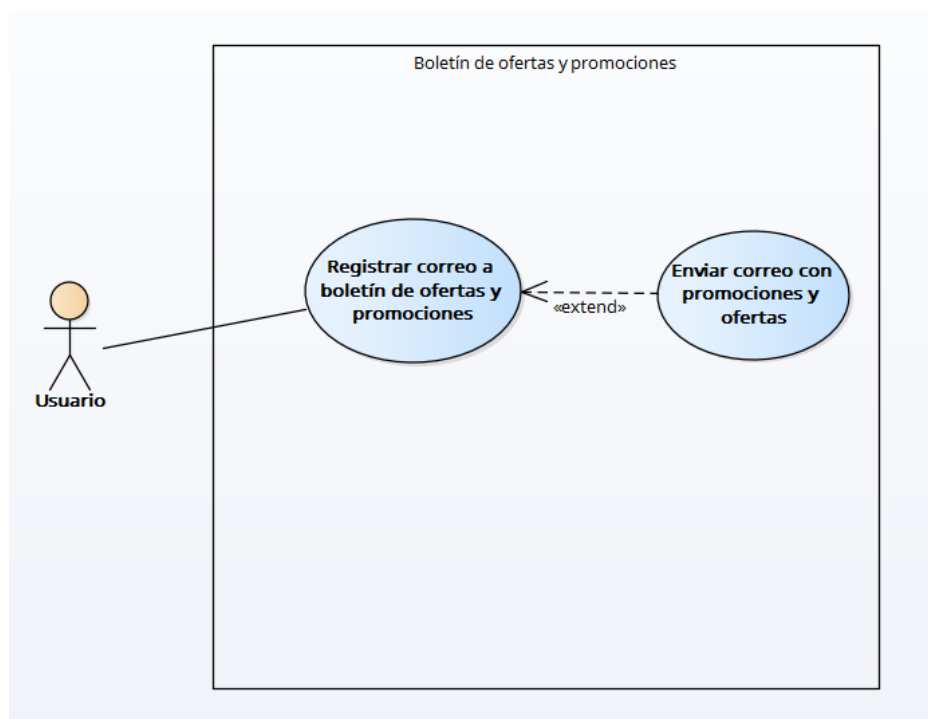 Boletín de ofertas y promociones
Registrar correo a
boletín de ofertas y
promociones
Enviar correo con
promociones y
ofertas
«extend»
Usuario